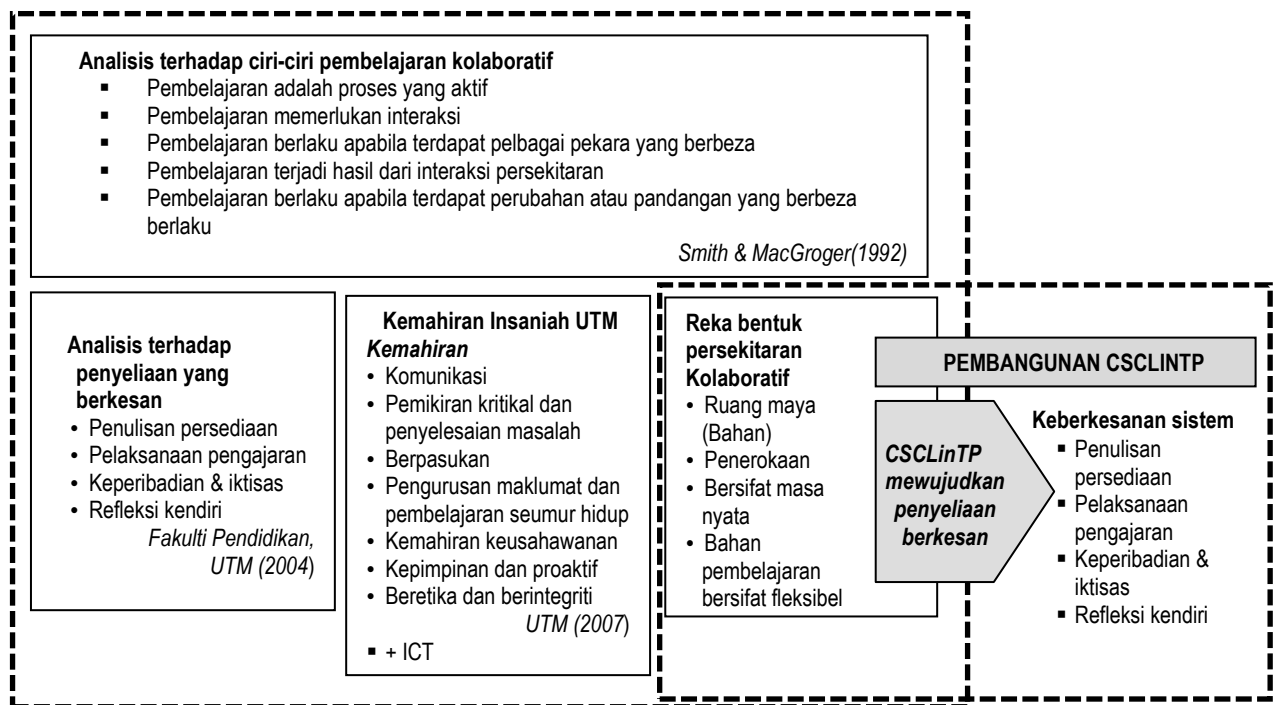 Analisis terhadap ciri-ciri pembelajaran kolaboratif
▪ Pembelajaran adalah proses yang aktif
▪ Pembelajaran memerlukan interaksi
▪ Pembelajaran berlaku apabila terdapat pelbagai pekara yang berbeza
▪ Pembelajaran terjadi hasil dari interaksi persekitaran
▪ Pembelajaran berlaku apabila terdapat perubahan atau pandangan yang berbeza
berlaku
Smith & MacGroger(1992)
Analisis terhadap
penyeliaan yang
berkesan
• Penulisan persediaan
• Pelaksanaan pengajaran
• Keperibadian & iktisas
• Refleksi kendiri
Fakulti Pendidikan,
UTM (2004)
Kemahiran Insaniah UTM
Kemahiran
• Komunikasi
• Pemikiran kritikal dan
penyelesaian masalah
• Berpasukan
• Pengurusan maklumat dan
pembelajaran seumur hidup
• Kemahiran keusahawanan
• Kepimpinan dan proaktif
• Beretika dan berintegriti
UTM (2007)
▪ + ICT
Reka bentuk
persekitaran
Kolaboratif
• Ruang maya
(Bahan)
• Penerokaan
• Bersifat masa
nyata
• Bahan
pembelajaran
bersifat fleksibel
PEMBANGUNAN CSCLINTP
CSCLinTP
mewujudkan
penyeliaan
berkesan
Keberkesanan sistem
▪ Penulisan
persediaan
▪ Pelaksanaan
pengajaran
▪ Keperibadian &
iktisas
▪ Refleksi kendiri